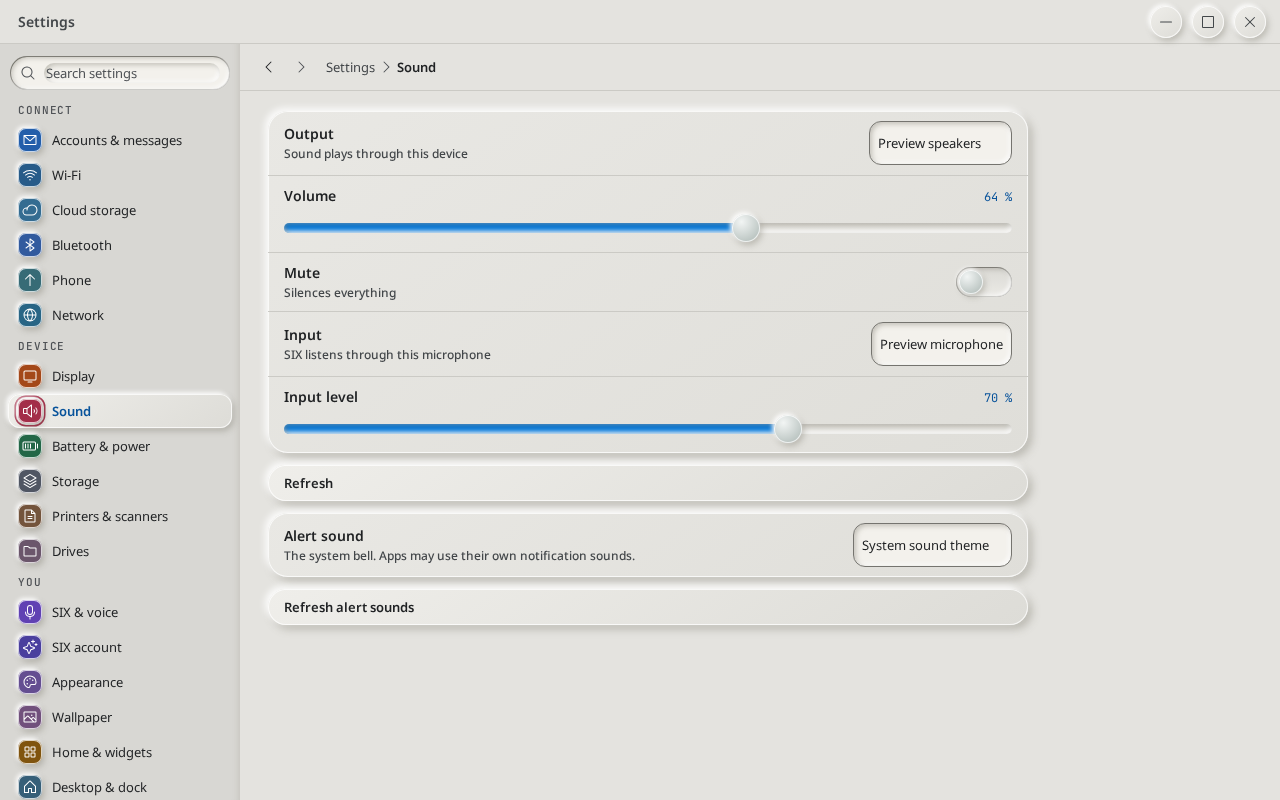 Settings
Search settings
CONNECT
Accounts & messages
Wi-Fi
Cloud storage
Bluetooth
Phone
Network
DEVICE
Display
Sound
Battery & power
Storage
Printers & scanners
Drives
YOU
SIX & voice
SIX account
Appearance
Wallpaper
Home & widgets
Desktop & dock
Settings Sound
Output
Sound plays through this device
Preview speakers
Volume
64 %
Mute
Silences everything
Input
SIX listens through this microphone
Preview microphone
Input level
70 %
Refresh
Alert sound
The system bell. Apps may use their own notification sounds.
System sound theme
Refresh alert sounds